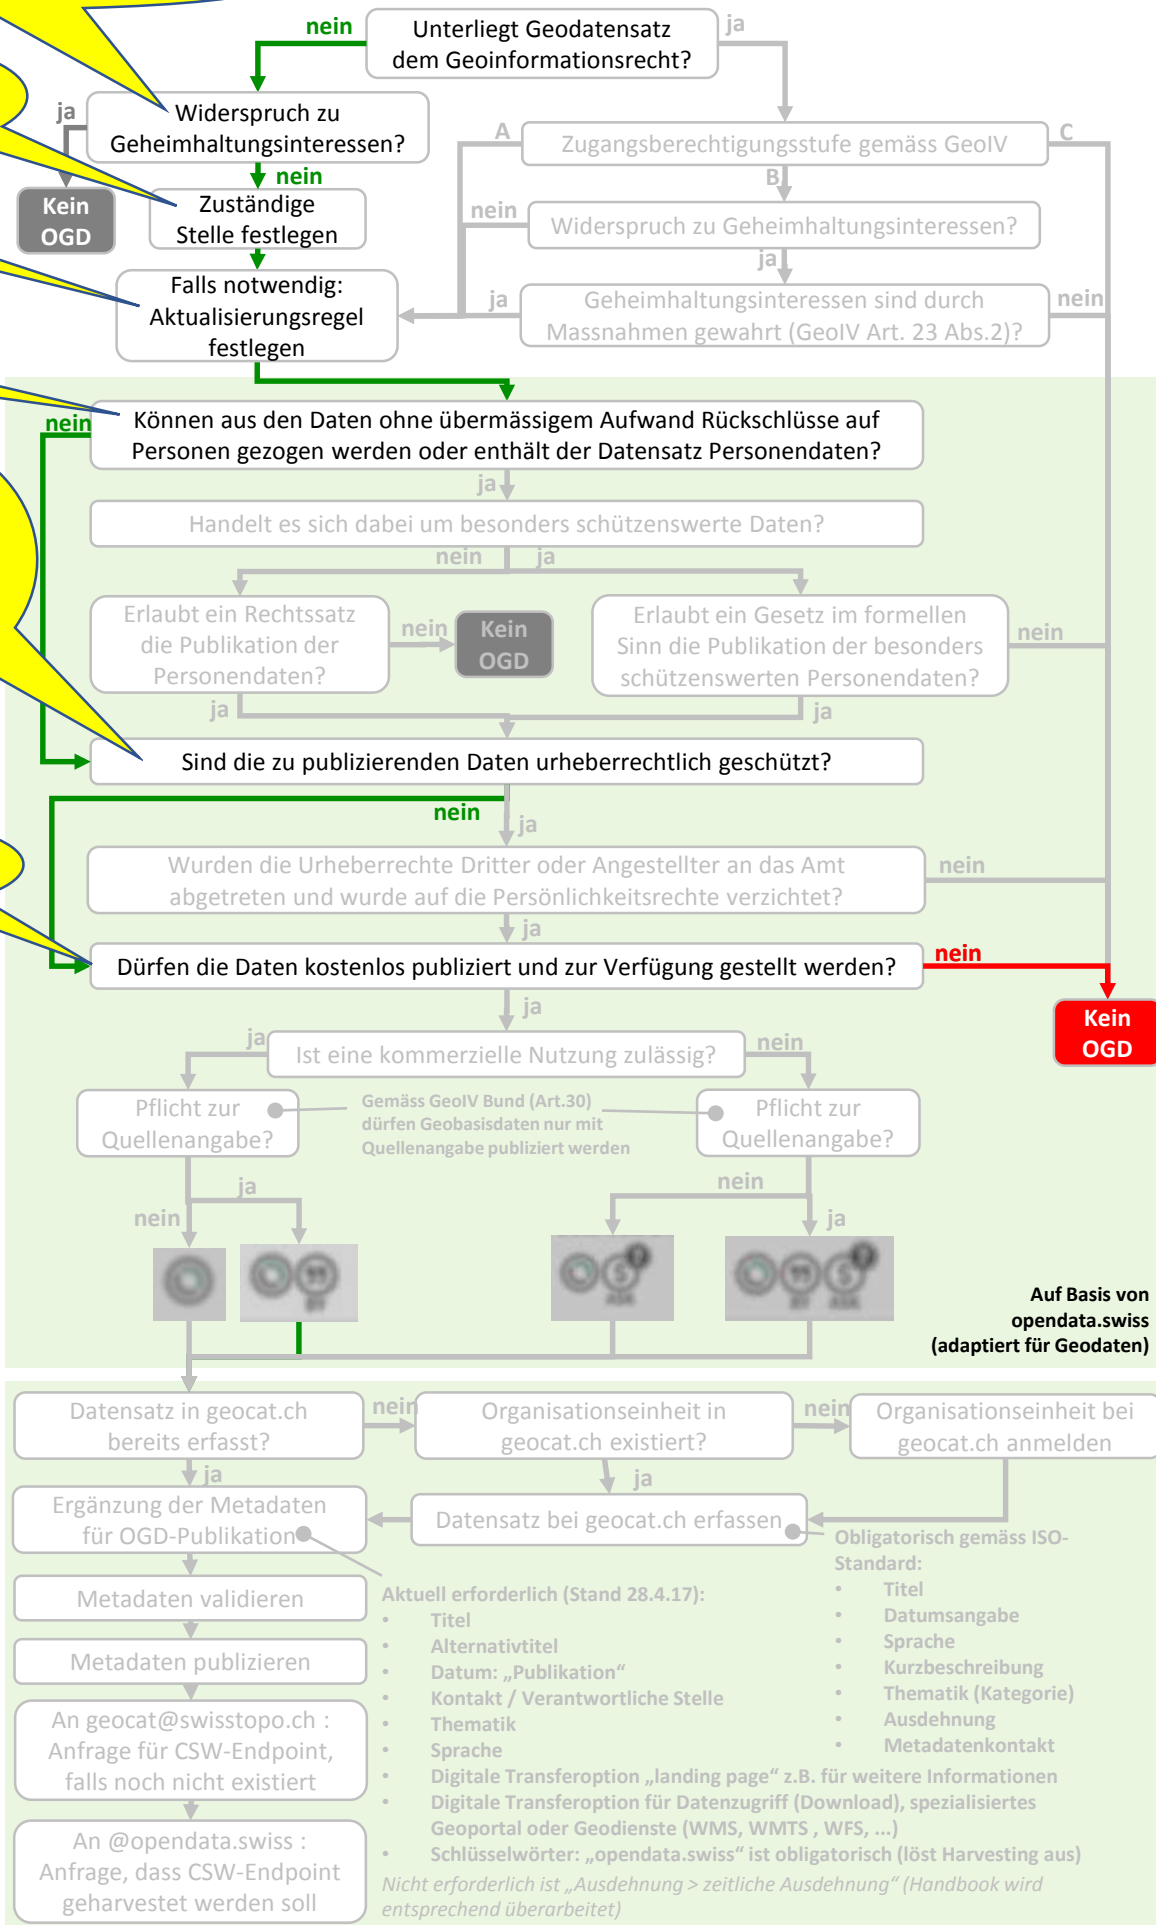 nein
Unterliegt Geodatensatz
dem Geoinformationsrecht?
ja
ja
Widerspruch zu
Geheimhaltungsinteressen?
nein
Kein
OGD
Zuständige
Stelle festlegen
Falls notwendig:
Aktualisierungsregel
festlegen
A
Zugangsberechtigungsstufe gemäss GeoIV
C
B
nein
Widerspruch zu Geheimhaltungsinteressen?
ja
ja
Geheimhaltungsinteressen sind durch
Massnahmen gewahrt (GeoIV Art. 23 Abs.2)?
nein
nein
Können aus den Daten ohne übermässigem Aufwand Rückschlüsse auf
Personen gezogen werden oder enthält der Datensatz Personendaten?
ja
Handelt es sich dabei um besonders schützenswerte Daten?
nein
ja
Erlaubt ein Rechtssatz
die Publikation der
Personendaten?
nein
Kein
OGD
Erlaubt ein Gesetz im formellen
Sinn die Publikation der besonders
schützenswerten Personendaten?
nein
ja
ja
Sind die zu publizierenden Daten urheberrechtlich geschützt?
nein
ja
Wurden die Urheberrechte Dritter oder Angestellter an das Amt
abgetreten und wurde auf die Persönlichkeitsrechte verzichtet?
nein
ja
Dürfen die Daten kostenlos publiziert und zur Verfügung gestellt werden?
nein
Kein
OGD
ja
ja
Ist eine kommerzielle Nutzung zulässig?
nein
Pflicht zur
Quellenangabe?
Gemäss GeoIV Bund (Art.30)
dürfen Geobasisdaten nur mit
Quellenangabe publiziert werden
Pflicht zur
Quellenangabe?
ja
nein
nein
ja
BY
$
ASK
BY
$
ASK
Auf Basis von
opendata.swiss
(adaptiert für Geodaten)
Datensatz in geocat.ch
bereits erfasst?
nein
Organisationseinheit in
geocat.ch existiert?
nein
Organisationseinheit bei
geocat.ch anmelden
ja
ja
Ergänzung der Metadaten
für OGD-Publikation
Datensatz bei geocat.ch erfassen
Obligatorisch gemäss ISO-
Standard:
• Titel
• Datumsangabe
• Sprache
• Kurzbeschreibung
• Thematik (Kategorie)
• Ausdehnung
• Metadatenkontakt
Metadaten validieren
Metadaten publizieren
An geocat@swisstopo.ch :
Anfrage für CSW-Endpoint,
falls noch nicht existiert
An @opendata.swiss :
Anfrage, dass CSW-Endpoint
geharvestet werden soll
Aktuell erforderlich (Stand 28.4.17):
• Titel
• Alternativtitel
• Datum: „Publikation“
• Kontakt / Verantwortliche Stelle
• Thematik
• Sprache
• Digitale Transferoption „landing page“ z.B. für weitere Informationen
• Digitale Transferoption für Datenzugriff (Download), spezialisiertes
Geoportal oder Geodienste (WMS, WMTS , WFS, ...)
• Schlüsselwörter: „opendata.swiss“ ist obligatorisch (löst Harvesting aus)
Nicht erforderlich ist „Ausdehnung > zeitliche Ausdehnung“ (Handbook wird
entsprechend überarbeitet)